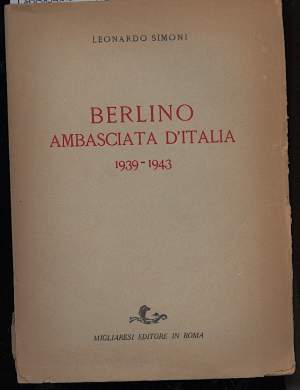 LEONARDO SIMONI
BERLINO
AMBASCIATA D'ITALIA
1939-1943
MIGLIARESI EDITORE IN ROMA